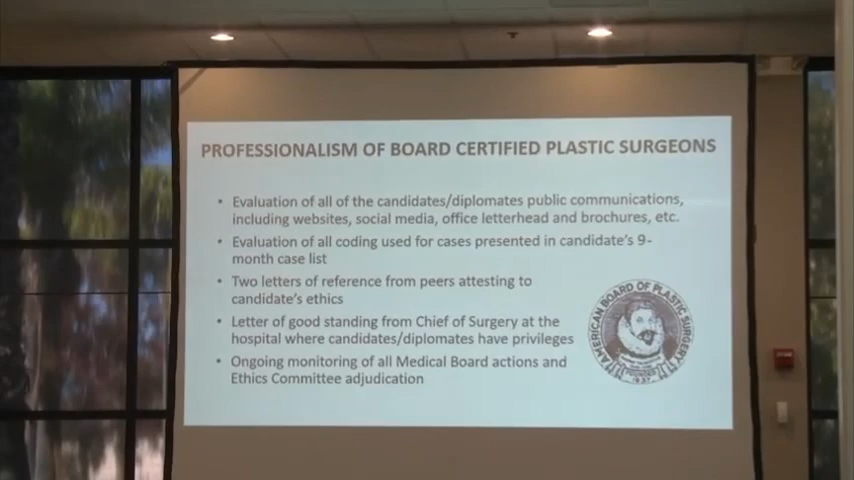 PROFESSIONALISM OF BOARD CERTIFIED PLASTIC SURGEONS
• Evaluation of all of the candidates/diplomates public communications,
including websites, social media, office letterhead and brochures, etc.
• Evaluation of all coding used for cases presented in candidate's 9-
month case list
• Two letters of reference from peers attesting to
candidate's ethics
• Letter of good standing from Chief of Surgery at the
hospital where candidates/diplomates have privileges
• Ongoing monitoring of all Medical Board actions and
Ethics Committee adjudication
AMERICAN BOARD OF PLASTIC SURGERY